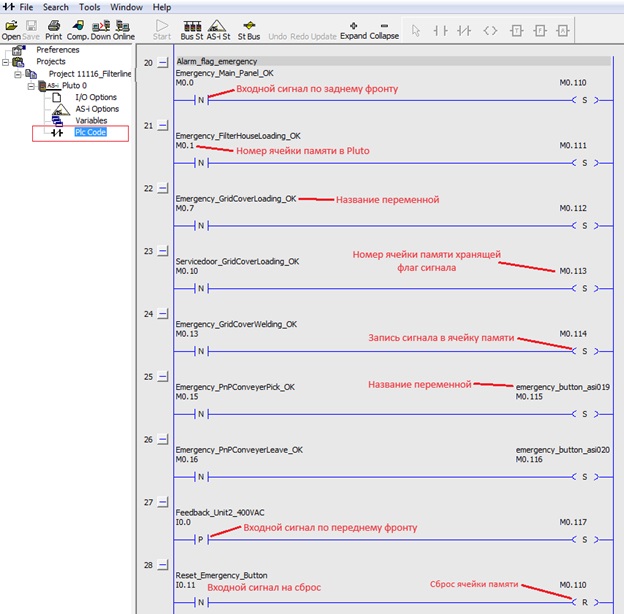 File Search Tools Window Help
Open Save Print Comp. Down Online Start Bus St AS-i St St Bus Undo Redo Update Expand Collapse
T F A
Preferences
Projects
Project 11116_Filterline
AS-i Pluto 0
I/O Options
AS-i Options
Variables
Plc Code
20 Alarm_flag_emergency
Emergency_Main_Panel_OK
M0.0 M0.110
Входной сигнал по заднему фронту
N S
21
Emergency_FilterHouseLoading_OK
M0.1 M0.111
Номер ячейки памяти в Pluto
N S
22
Emergency_GridCoverLoading_OK Название переменной
M0.7 M0.112
N S
23
Servicedoor_GridCoverLoading_OK
Номер ячейки памяти хранящей
флаг сигнала
M0.10 M0.113
N S
24
Emergency_GridCoverWelding_OK
M0.13 M0.114
Запись сигнала в ячейку памяти
N S
25
Emergency_PnPConveyerPick_OK Название переменной emergency_button_asi019
M0.15 M0.115
N S
26
Emergency_PnPConveyerLeave_OK emergency_button_asi020
M0.16 M0.116
N S
27
Feedback_Unit2_400VAC
I0.0 M0.117
Входной сигнал по переднему фронту
P S
28
Reset_Emergency_Button
I0.11 Входной сигнал на сброс Сброс ячейки памяти M0.110
N R